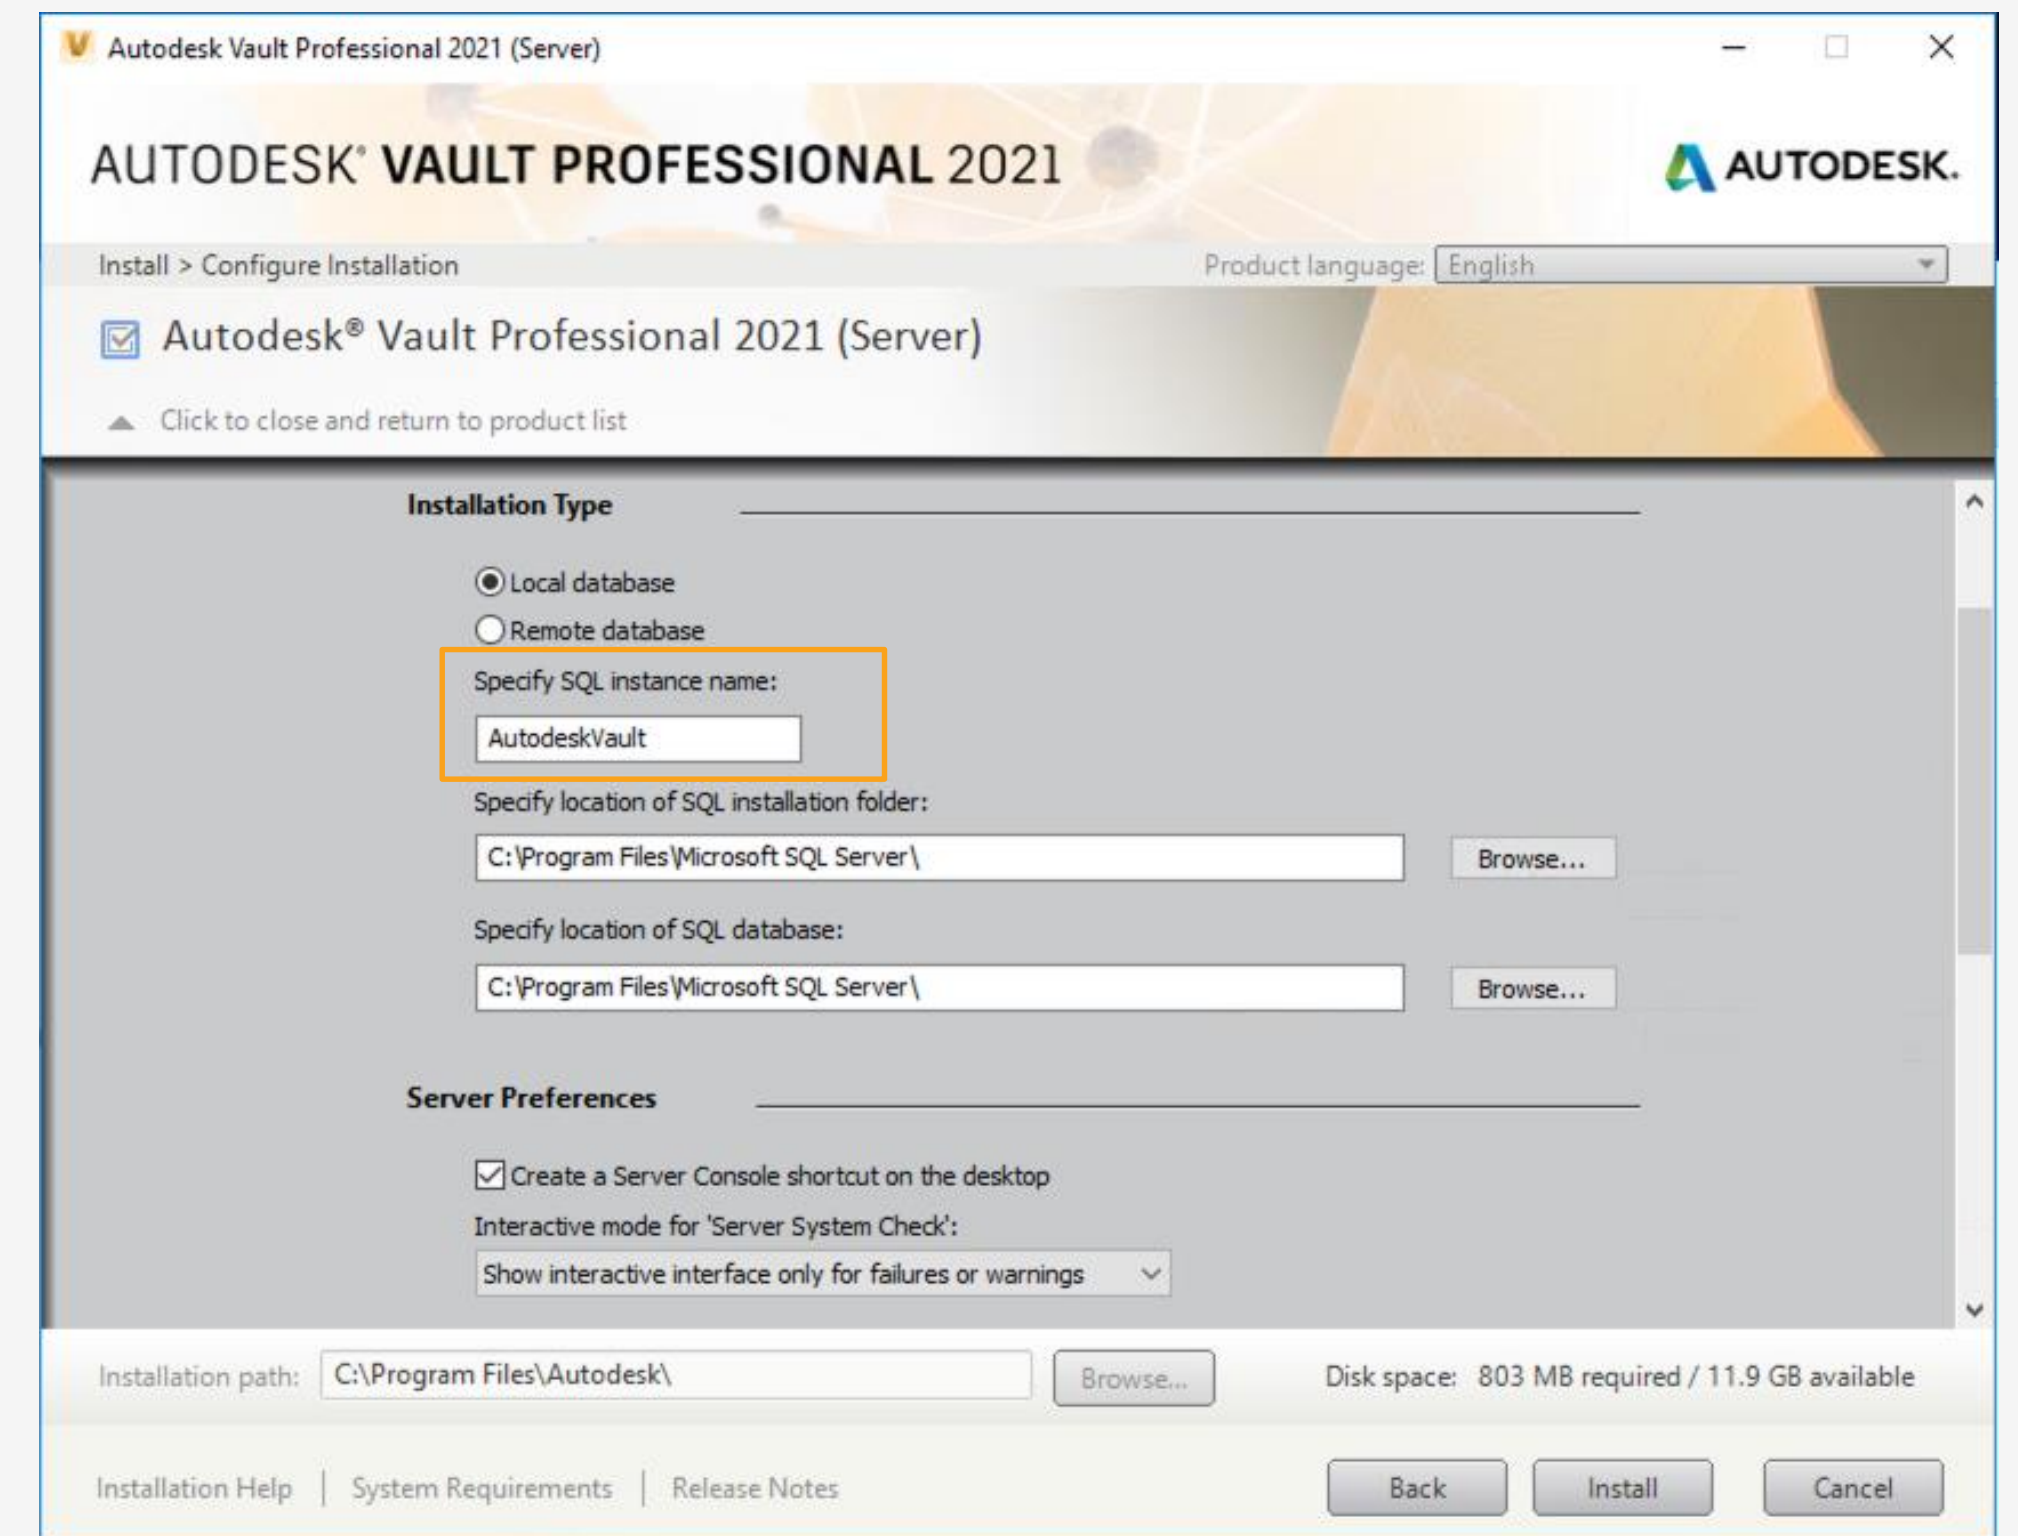 Autodesk Vault Professional 2021 (Server)
AUTODESK® VAULT PROFESSIONAL 2021
AUTODESK.
Install > Configure Installation
Product language: English
Autodesk® Vault Professional 2021 (Server)
Click to close and return to product list
Installation Type
Local database
Remote database
Specify SQL instance name:
AutodeskVault
Specify location of SQL installation folder:
C:\Program Files\Microsoft SQL Server\
Browse...
Specify location of SQL database:
C:\Program Files\Microsoft SQL Server\
Browse...
Server Preferences
Create a Server Console shortcut on the desktop
Interactive mode for 'Server System Check':
Show interactive interface only for failures or warnings
Installation path: C:\Program Files\Autodesk\ Browse... Disk space: 803 MB required / 11.9 GB available
Installation Help | System Requirements | Release Notes
Back Install Cancel